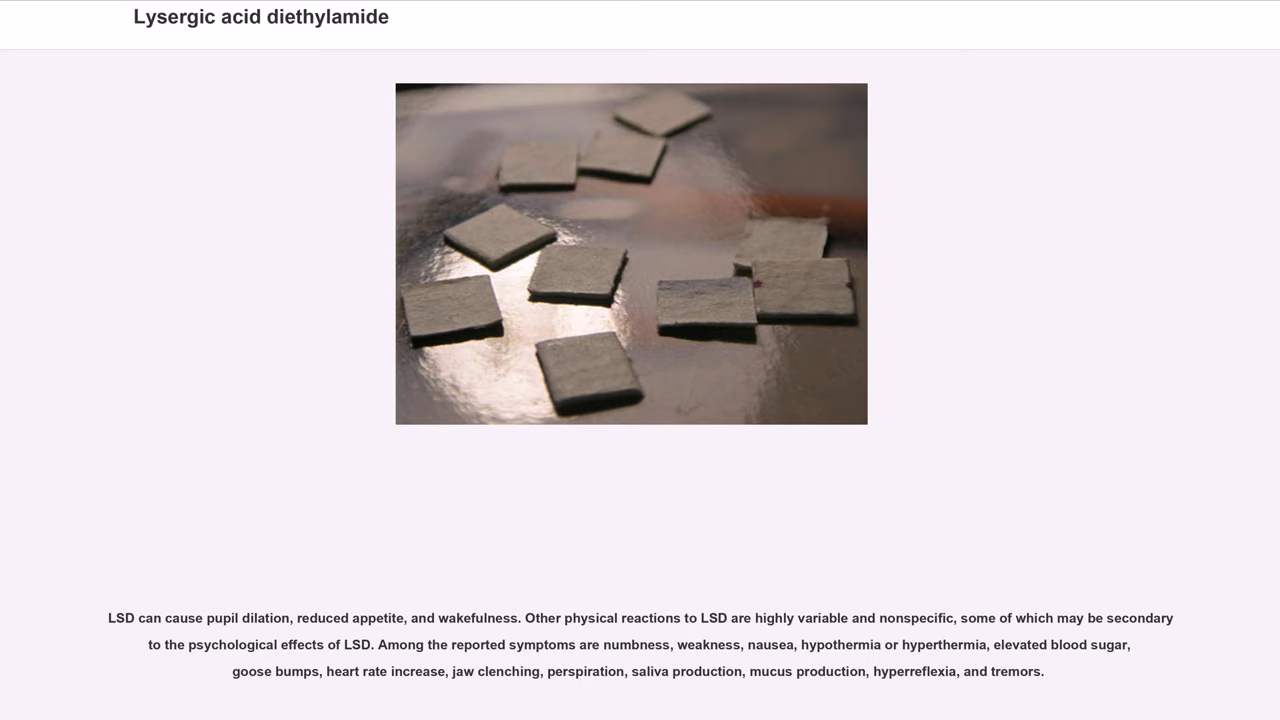 Lysergic acid diethylamide
LSD can cause pupil dilation, reduced appetite, and wakefulness. Other physical reactions to LSD are highly variable and nonspecific, some of which may be secondary
to the psychological effects of LSD. Among the reported symptoms are numbness, weakness, nausea, hypothermia or hyperthermia, elevated blood sugar,
goose bumps, heart rate increase, jaw clenching, perspiration, saliva production, mucus production, hyperreflexia, and tremors.